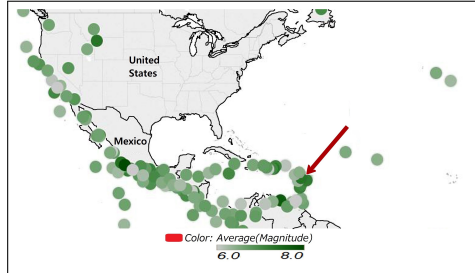 United
States
Mexico
Color: Average(Magnitude)
6.0 8.0